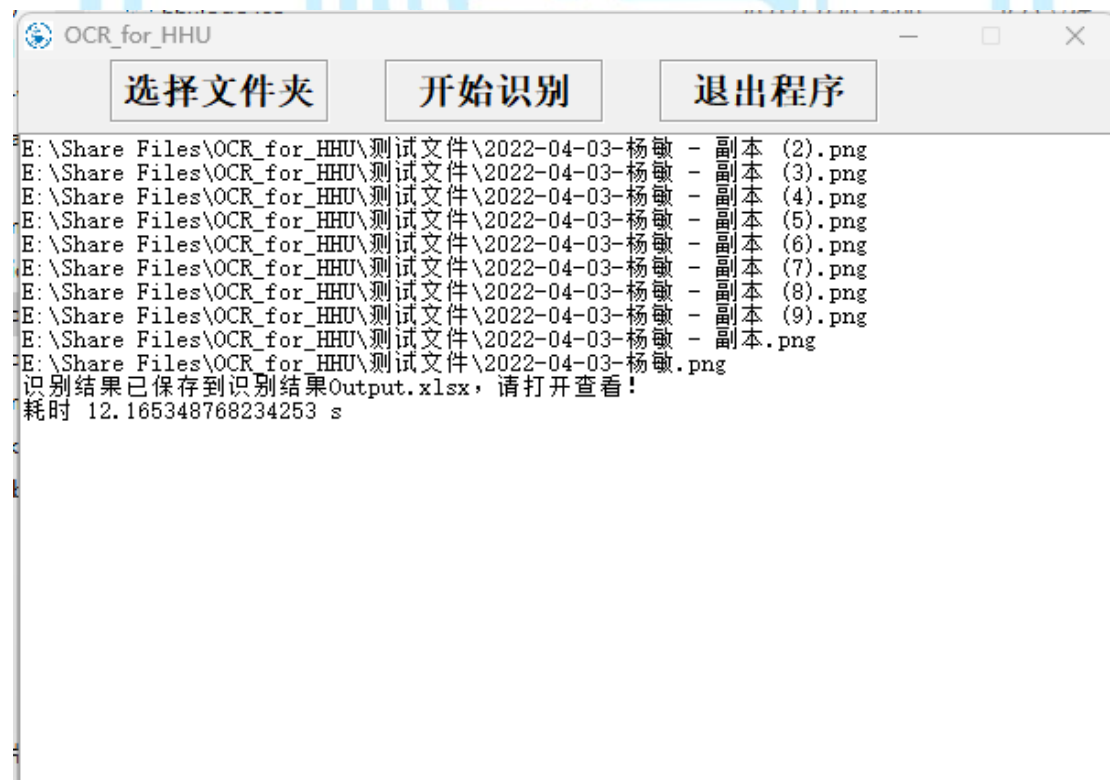 OCR_for_HHU
选择文件夹 开始识别 退出程序
E:\Share Files\OCR_for_HHU\测试文件\2022-04-03-杨敏 - 副本 (2).png
E:\Share Files\OCR_for_HHU\测试文件\2022-04-03-杨敏 - 副本 (3).png
E:\Share Files\OCR_for_HHU\测试文件\2022-04-03-杨敏 - 副本 (4).png
E:\Share Files\OCR_for_HHU\测试文件\2022-04-03-杨敏 - 副本 (5).png
E:\Share Files\OCR_for_HHU\测试文件\2022-04-03-杨敏 - 副本 (6).png
E:\Share Files\OCR_for_HHU\测试文件\2022-04-03-杨敏 - 副本 (7).png
E:\Share Files\OCR_for_HHU\测试文件\2022-04-03-杨敏 - 副本 (8).png
E:\Share Files\OCR_for_HHU\测试文件\2022-04-03-杨敏 - 副本 (9).png
E:\Share Files\OCR_for_HHU\测试文件\2022-04-03-杨敏 - 副本.png
E:\Share Files\OCR_for_HHU\测试文件\2022-04-03-杨敏.png
识别结果已保存到识别结果Output.xlsx，请打开查看！
耗时 12.165348768234253 s